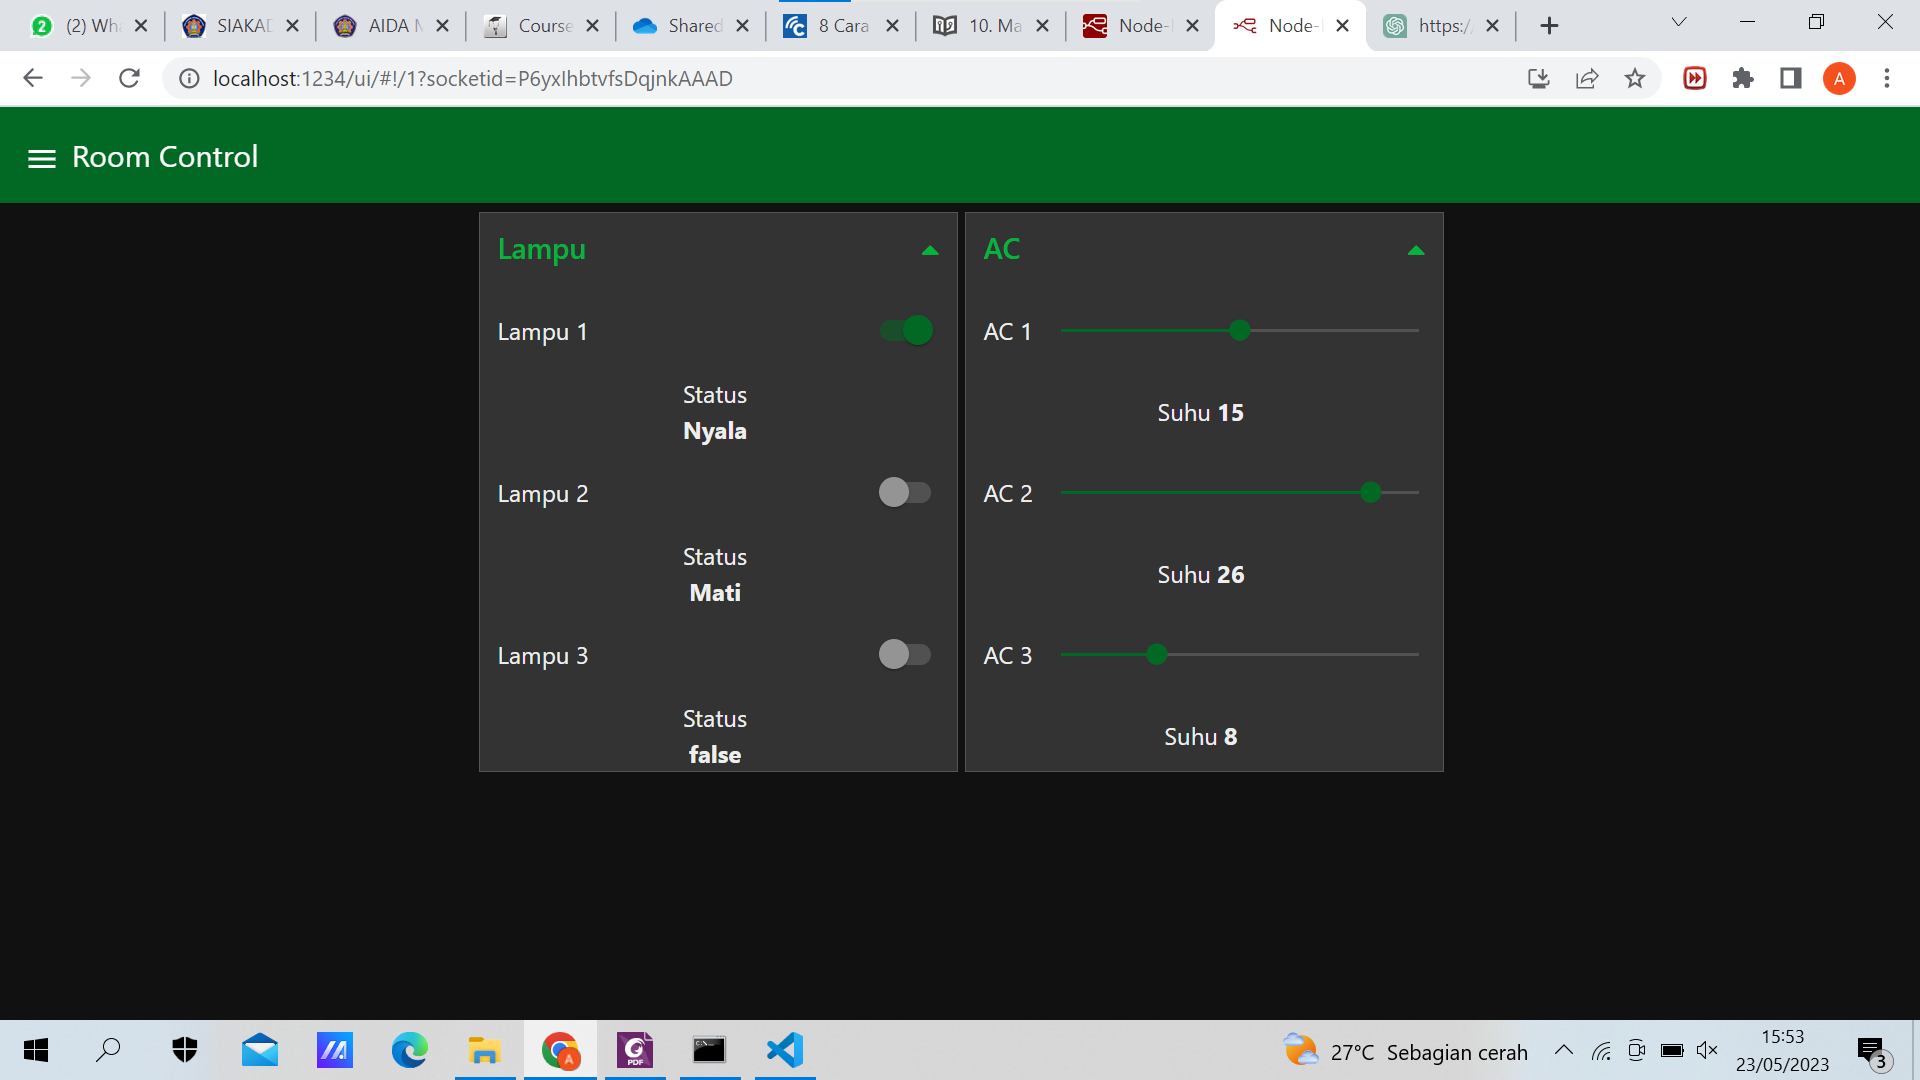 2 (2) Wh
SIAKAD
AIDA M
Course
Shared
8 Cara
10. Ma
Node-
Node-
https:/
localhost:1234/ui/#!/1?socketid=P6yxIhbtvfsDqjnkAAAD
A
Room Control
Lampu
Lampu 1
Status
Nyala
Lampu 2
Status
Mati
Lampu 3
Status
false
AC
AC 1
Suhu 15
AC 2
Suhu 26
AC 3
Suhu 8
A
PDF
27°C Sebagian cerah
15:53
23/05/2023
3